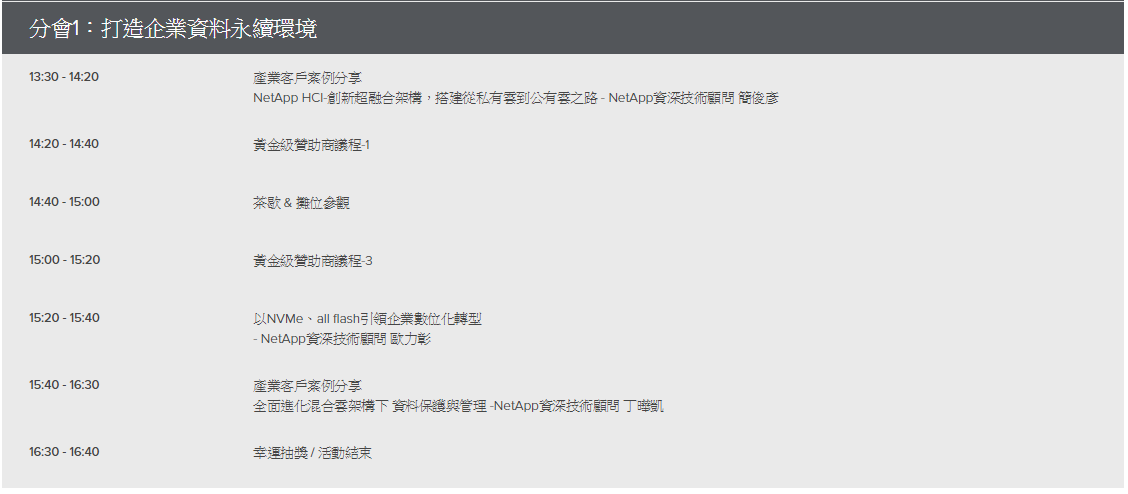 分會1：打造企業資料永續環境
13:30 - 14:20
產業客戶案例分享
NetApp HCI-創新超融合架構，搭建從私有雲到公有雲之路 - NetApp資深技術顧問 簡俊彥
14:20 - 14:40
黃金級贊助商議程-1
14:40 - 15:00
茶歇 & 攤位參觀
15:00 - 15:20
黃金級贊助商議程-3
15:20 - 15:40
以NVMe、all flash引領企業數位化轉型
- NetApp資深技術顧問 歐力彰
15:40 - 16:30
產業客戶案例分享
全面進化混合雲架構下 資料保護與管理 -NetApp資深技術顧問 丁曄凱
16:30 - 16:40
幸運抽獎 / 活動結束